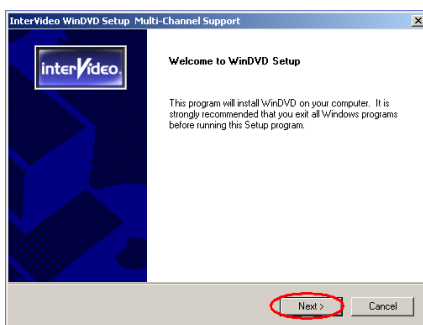 InterVideo WinDVD Setup Multi-Channel Support
interVideo.
Welcome to WinDVD Setup
This program will install WinDVD on your computer. It is
strongly recommended that you exit all Windows programs
before running this Setup program.
Next >
Cancel